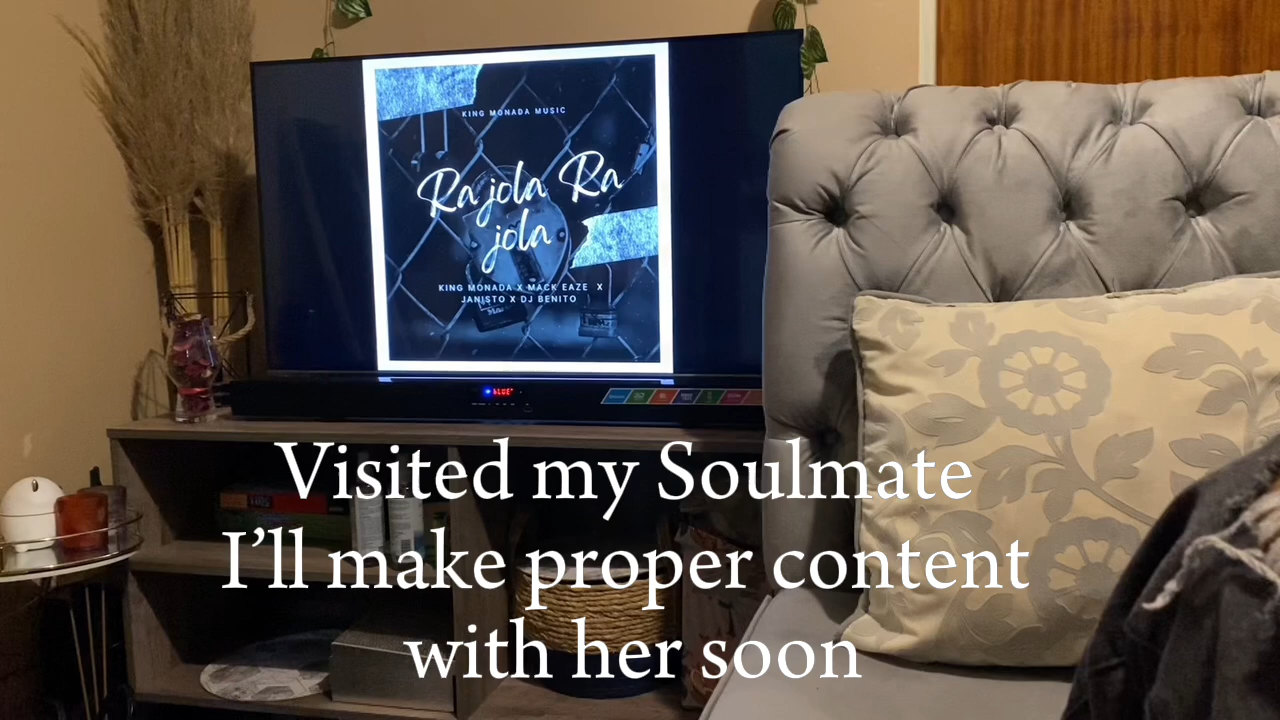 KING MONADA MUSIC
Ra jola Ra
jola
KING MONADA X MACK EAZE X
JANISTO X DJ BENITO
BLUE
Visited my Soulmate
I’ll make proper content
with her soon